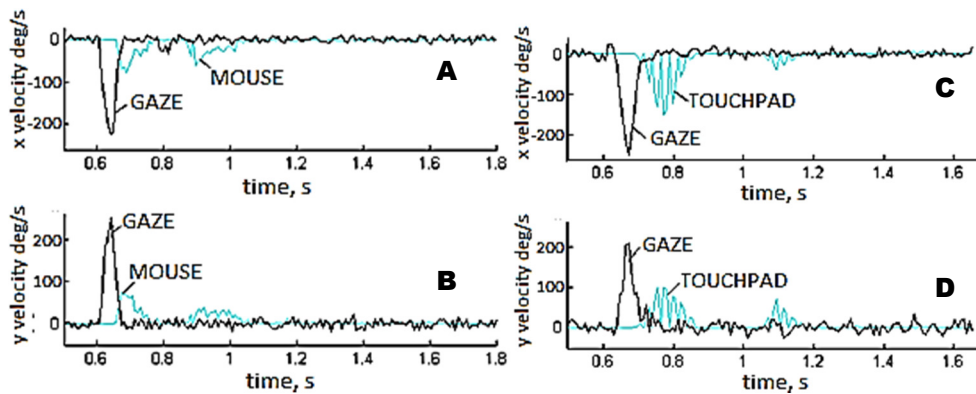 x velocity deg/s
0
-100
-200
GAZE
MOUSE
A
0.6 0.8 1 1.2 1.4 1.6 1.8
time, s
y velocity deg/s
200
100
0
GAZE
MOUSE
B
0.6 0.8 1 1.2 1.4 1.6 1.8
time, s
x velocity deg/s
0
-100
-200
TOUCHPAD
GAZE
C
0.6 0.8 1 1.2 1.4 1.6
time, s
y velocity deg/s
200
100
0
GAZE
TOUCHPAD
D
0.6 0.8 1 1.2 1.4 1.6
time, s